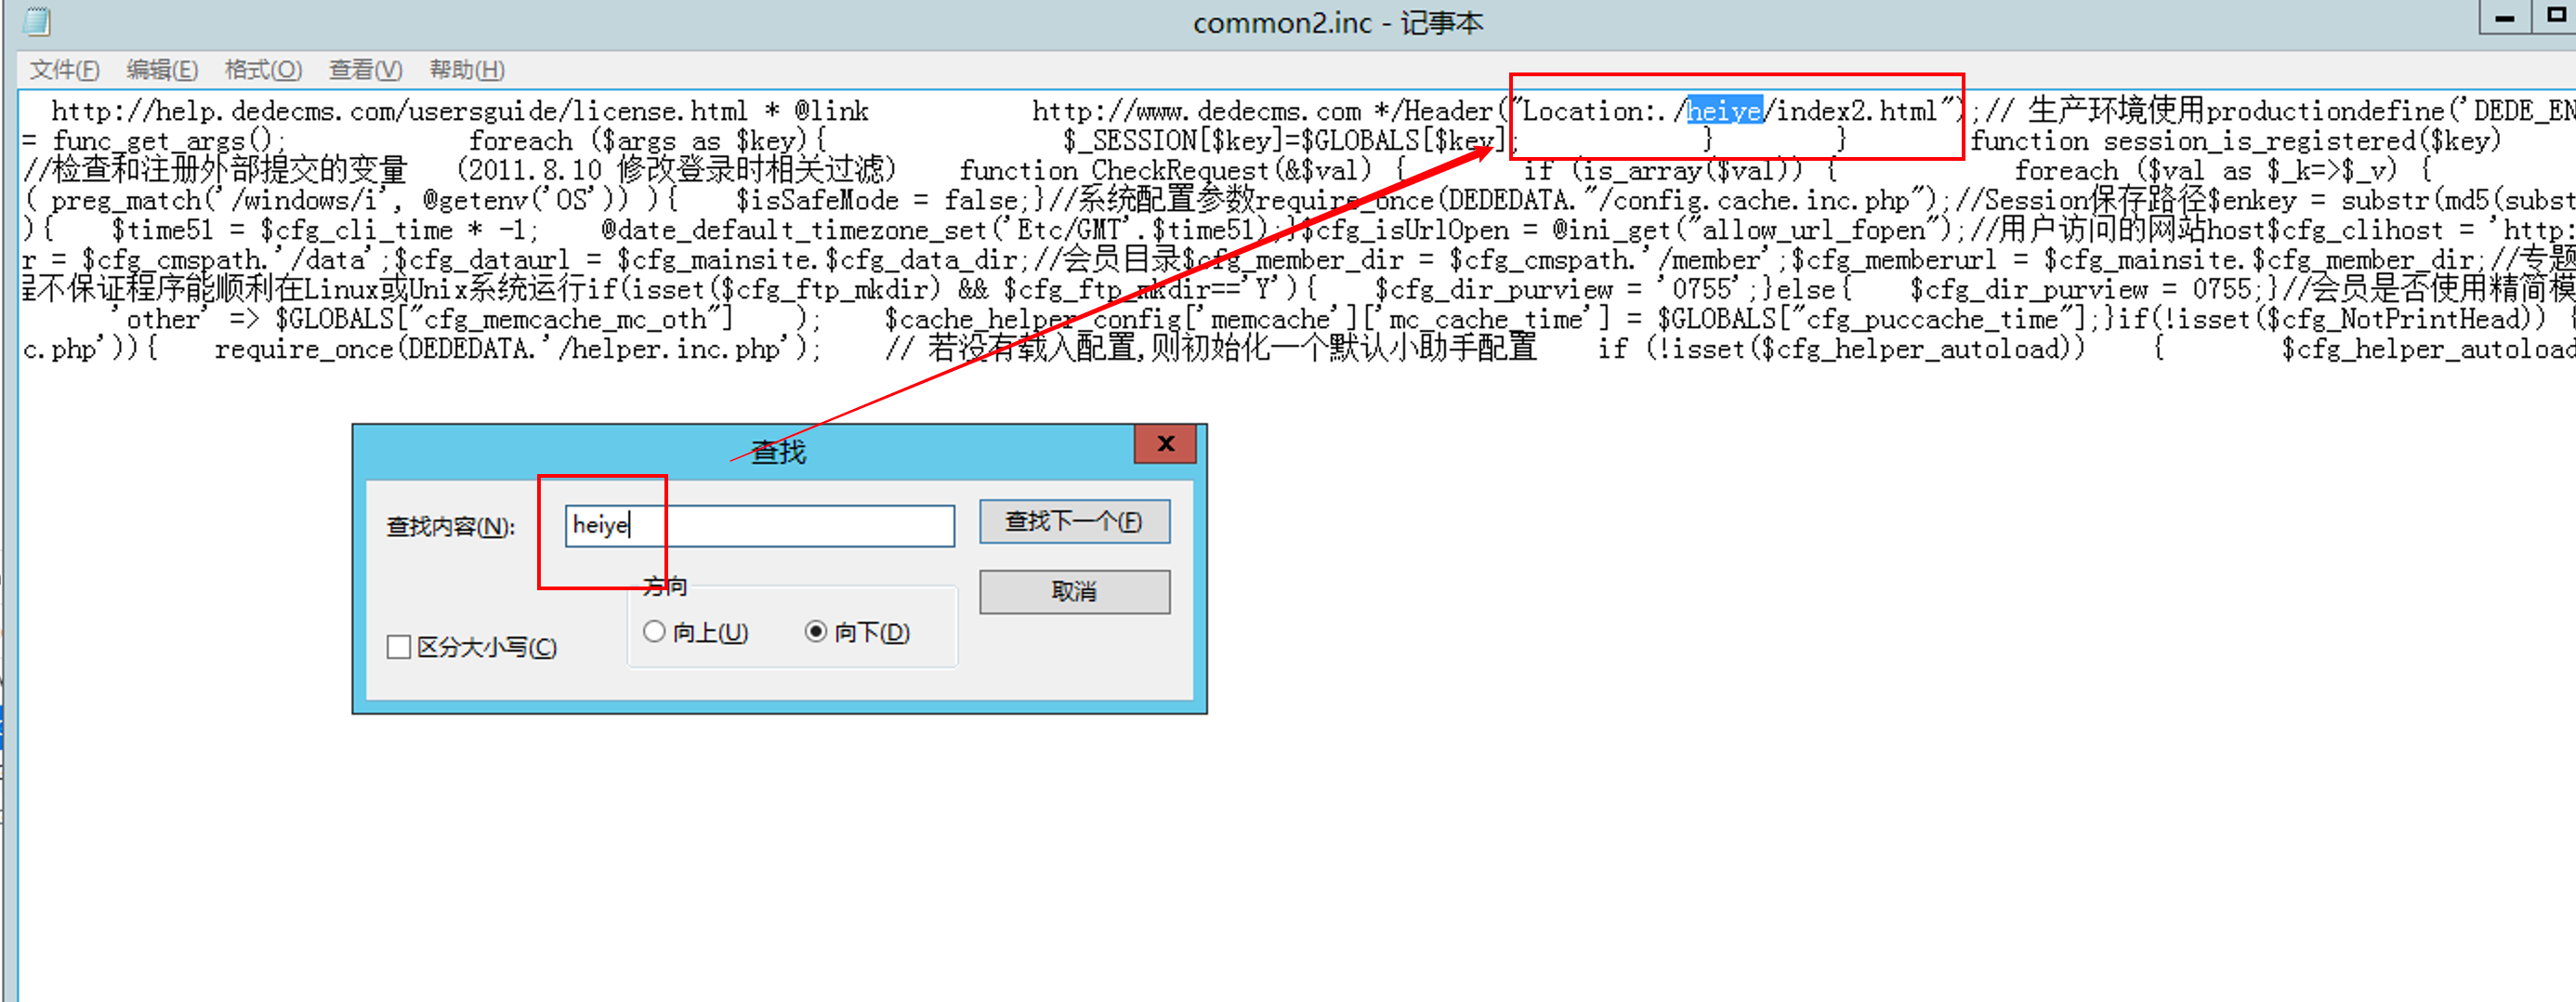 common2.inc - 记事本
文件(F) 编辑(E) 格式(O) 查看(V) 帮助(H)
http://help.dedecms.com/usersguide/license.html * @link http://www.dedecms.com */Header("Location:./heiye/index2.html");// 生产环境使用productiondefine('DEDE_EN
= func_get_args(); foreach ($args as $key){ $_SESSION[$key]=$GLOBALS[$key]; } } function session_is_registered($key)
//检查和注册外部提交的变量 (2011.8.10 修改登录时相关过滤) function CheckRequest(&$val) { if (is_array($val)) { foreach ($val as $_k=>$_v) {
( preg_match('/windows/i', @getenv('OS')) ){ $isSafeMode = false;}//系统配置参数require_once(DEDEDATA."/config.cache.inc.php");//Session保存路径$enkey = substr(md5(subst
){ $time51 = $cfg_cli_time * -1; @date_default_timezone_set('Etc/GMT'.$time51);}$cfg_isUrlOpen = @ini_get("allow_url_fopen");//用户访问的网站host$cfg_clihost = 'http:
r = $cfg_cmspath.'/data';$cfg_dataurl = $cfg_mainsite.$cfg_data_dir;//会员目录$cfg_member_dir = $cfg_cmspath.'/member';$cfg_memberurl = $cfg_mainsite.$cfg_member_dir;//专题
程不保证程序能顺利在Linux或Unix系统运行if(isset($cfg_ftp_mkdir) && $cfg_ftp_mkdir=='Y'){ $cfg_dir_purview = '0755';}else{ $cfg_dir_purview = 0755;}//会员是否使用精简模
'other' => $GLOBALS["cfg_memcache_mc_oth"] ); $cache_helper_config['memcache']['mc_cache_time'] = $GLOBALS["cfg_puccache_time"];}if(!isset($cfg_NotPrintHead)) {
c.php')){ require_once(DEDEDATA.'/helper.inc.php'); // 若没有载入配置,则初始化一个默认小助手配置 if (!isset($cfg_helper_autoload)) { $cfg_helper_autoload
查找
查找内容(N): heiye 查找下一个(F)
取消
方向
向上(U) 向下(D)
区分大小写(C)